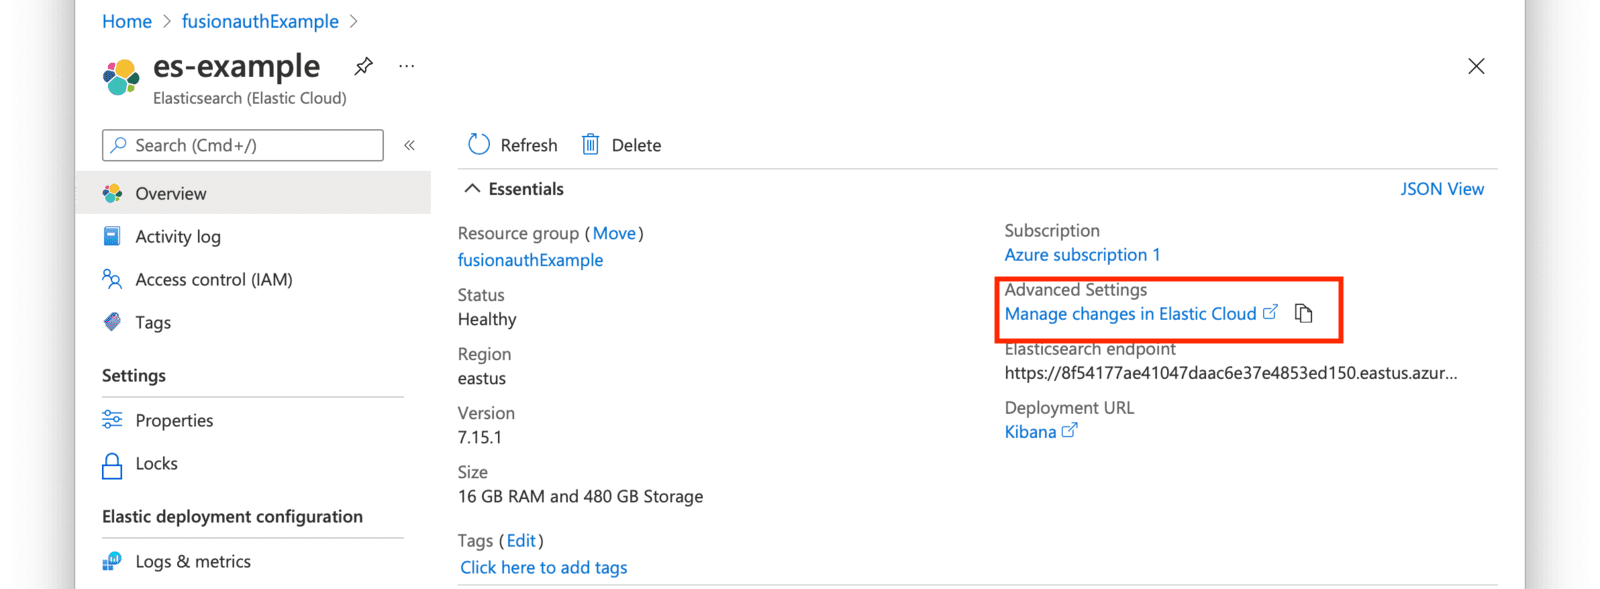 Home > fusionauthExample >
es-example ...
Elasticsearch (Elastic Cloud)
Search (Cmd+/) «
Overview
Activity log
Access control (IAM)
Tags
Settings
Properties
Locks
Elastic deployment configuration
Logs & metrics
Refresh Delete
Essentials JSON View
Resource group (Move)
fusionauthExample
Status
Healthy
Region
eastus
Version
7.15.1
Size
16 GB RAM and 480 GB Storage
Tags (Edit)
Click here to add tags
Subscription
Azure subscription 1
Advanced Settings
Manage changes in Elastic Cloud
Elasticsearch endpoint
https://8f54177ae41047daac6e37e4853ed150.eastus.azur...
Deployment URL
Kibana